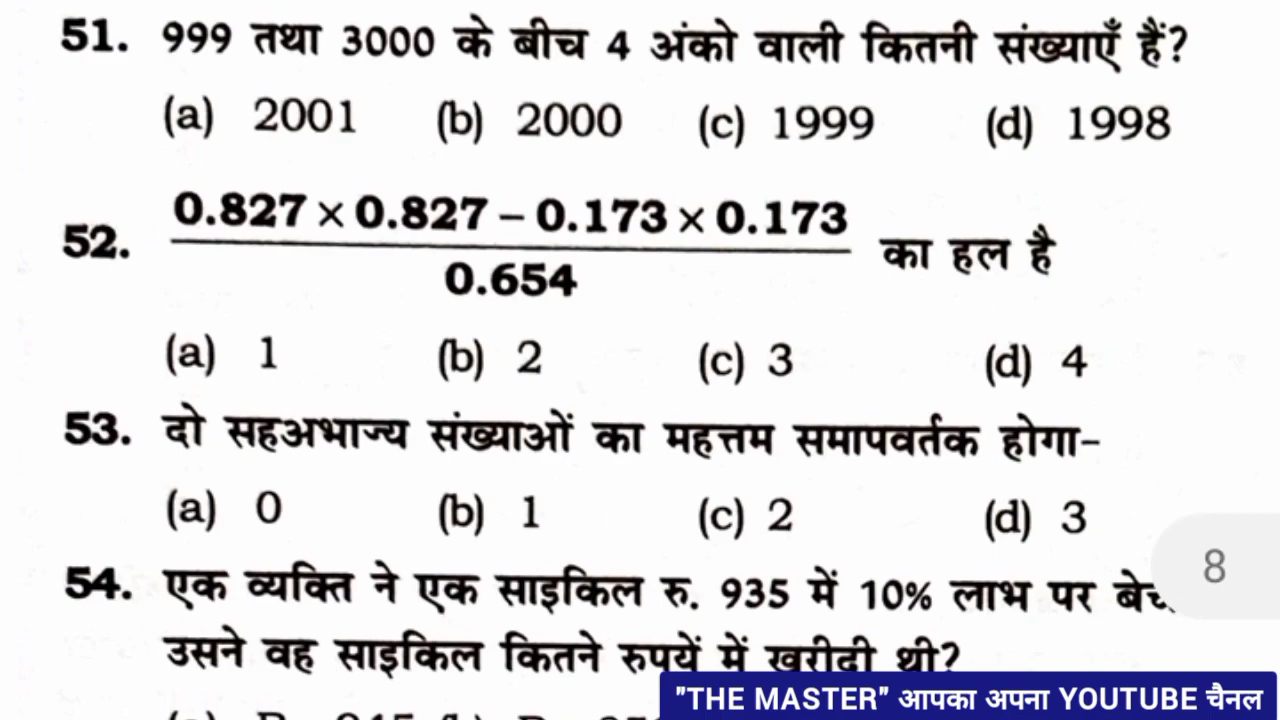 51. 999 तथा 3000 के बीच 4 अंको वाली कितनी संख्याएँ हैं?
(a) 2001 (b) 2000 (c) 1999 (d) 1998
0.827 × 0.827 – 0.173 × 0.173
52. का हल है
0.654
(a) 1 (b) 2 (c) 3 (d) 4
53. दो सहअभाज्य संख्याओं का महत्तम समापवर्तक होगा–
(a) 0 (b) 1 (c) 2 (d) 3
8
54. एक व्यक्ति ने एक साइकिल रु. 935 में 10% लाभ पर
उसने वह साइकिल कितने रुपयें में खरीदी थी?
"THE MASTER" आपका अपना YOUTUBE चैनल